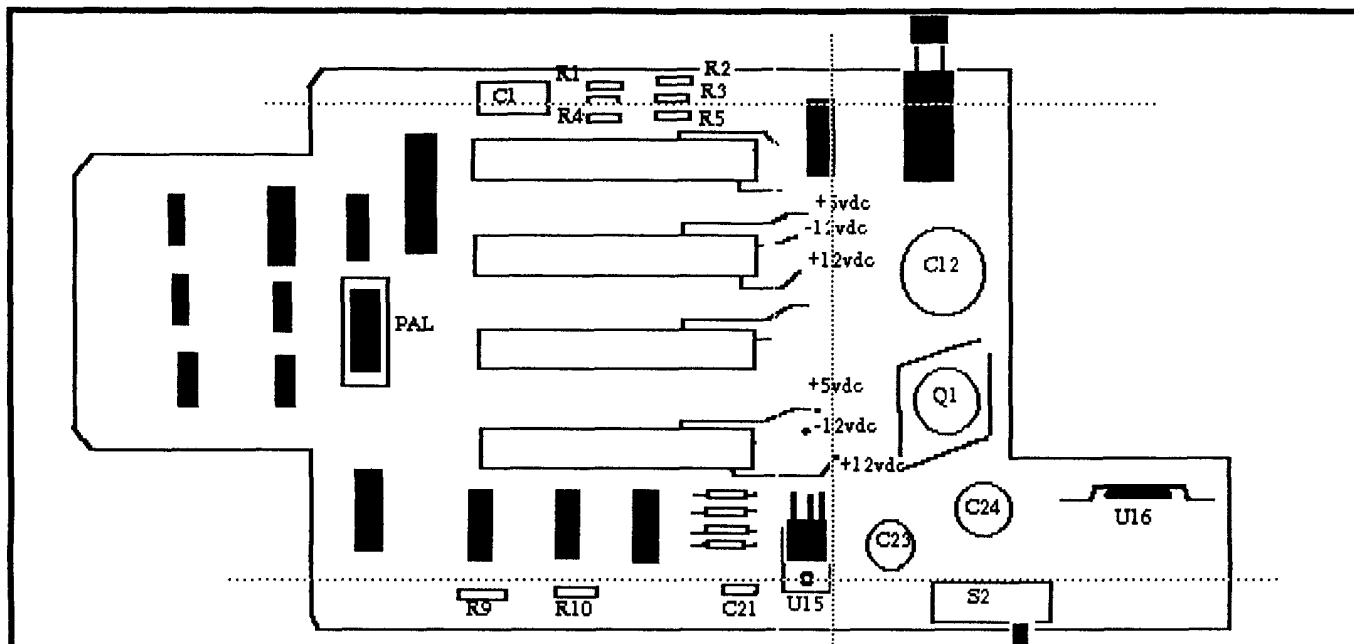 R1
R2
C1
R3
R4
R5
+5vdc
-12vdc
+12vdc
C12
PAL
+5vdc
Q1
-12vdc
+12vdc
C24
U16
C23
R9
R10
C21
U15
S2